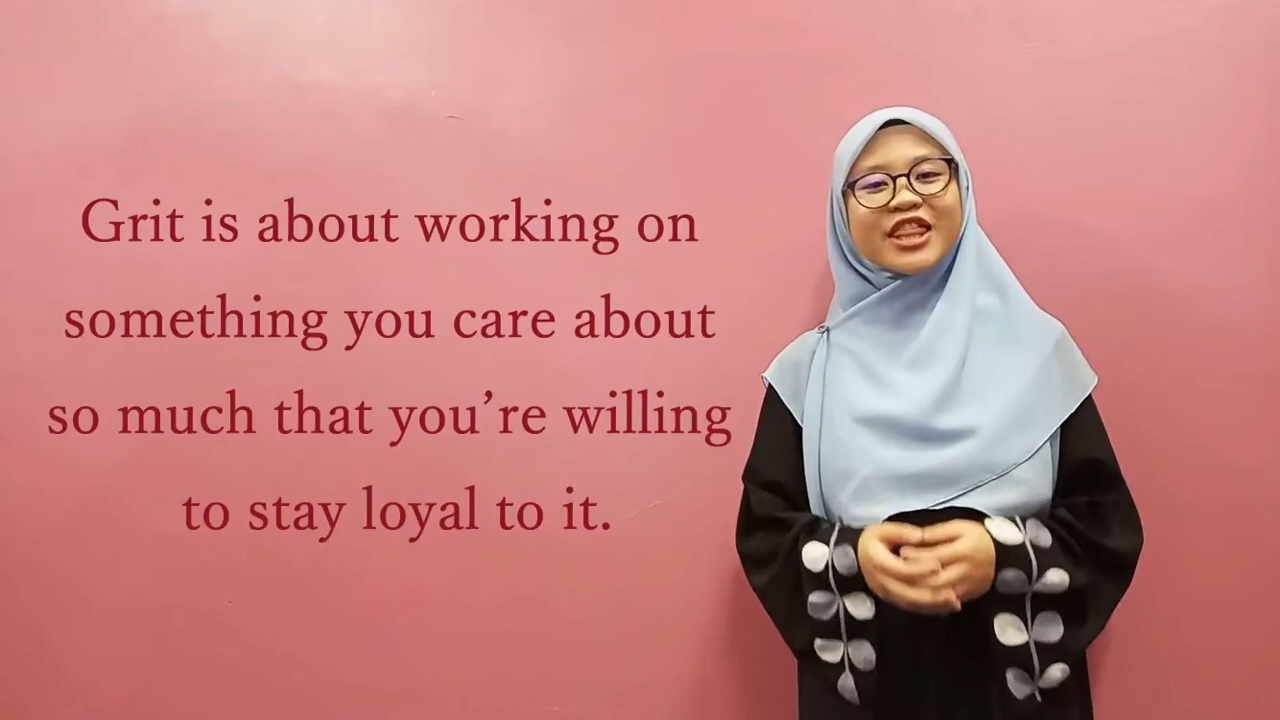 Grit is about working on
something you care about
so much that you’re willing
to stay loyal to it.